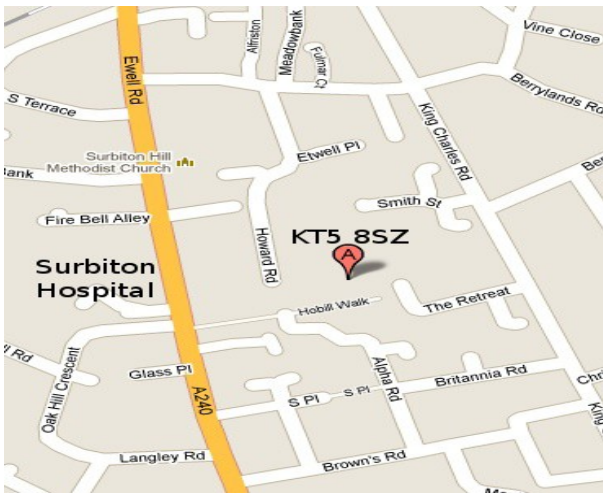 Vine Close
Alfriston
Meadowbank
Fulmar Cl
Ewell Rd
Berrylands Rd
S Terrace
King Charles Rd
Surbiton Hill
Methodist Church
Etwell Pl
Smith St
Fire Bell Alley
Howard Rd
KT5 8SZ
A
Surbiton
Hospital
Hobill Walk
The Retreat
Oak Hill Crescent
Glass Pl
A240
Alpha Rd
Britannia Rd
S Pl
S Pl
Langley Rd
Brown's Rd